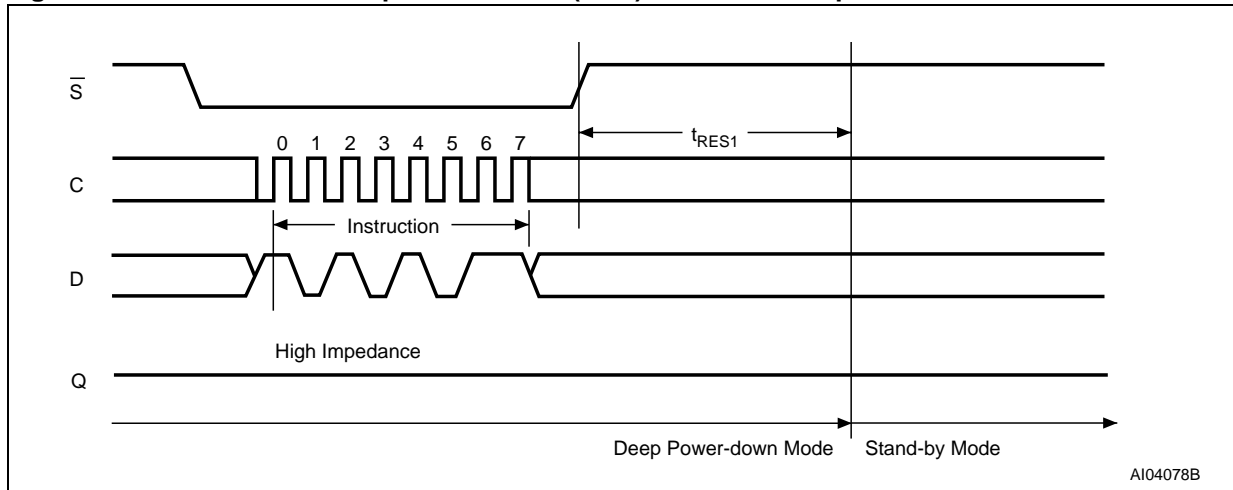 S
0 1 2 3 4 5 6 7
tRES1
C
Instruction
D
High Impedance
Q
Deep Power-down Mode Stand-by Mode
AI04078B